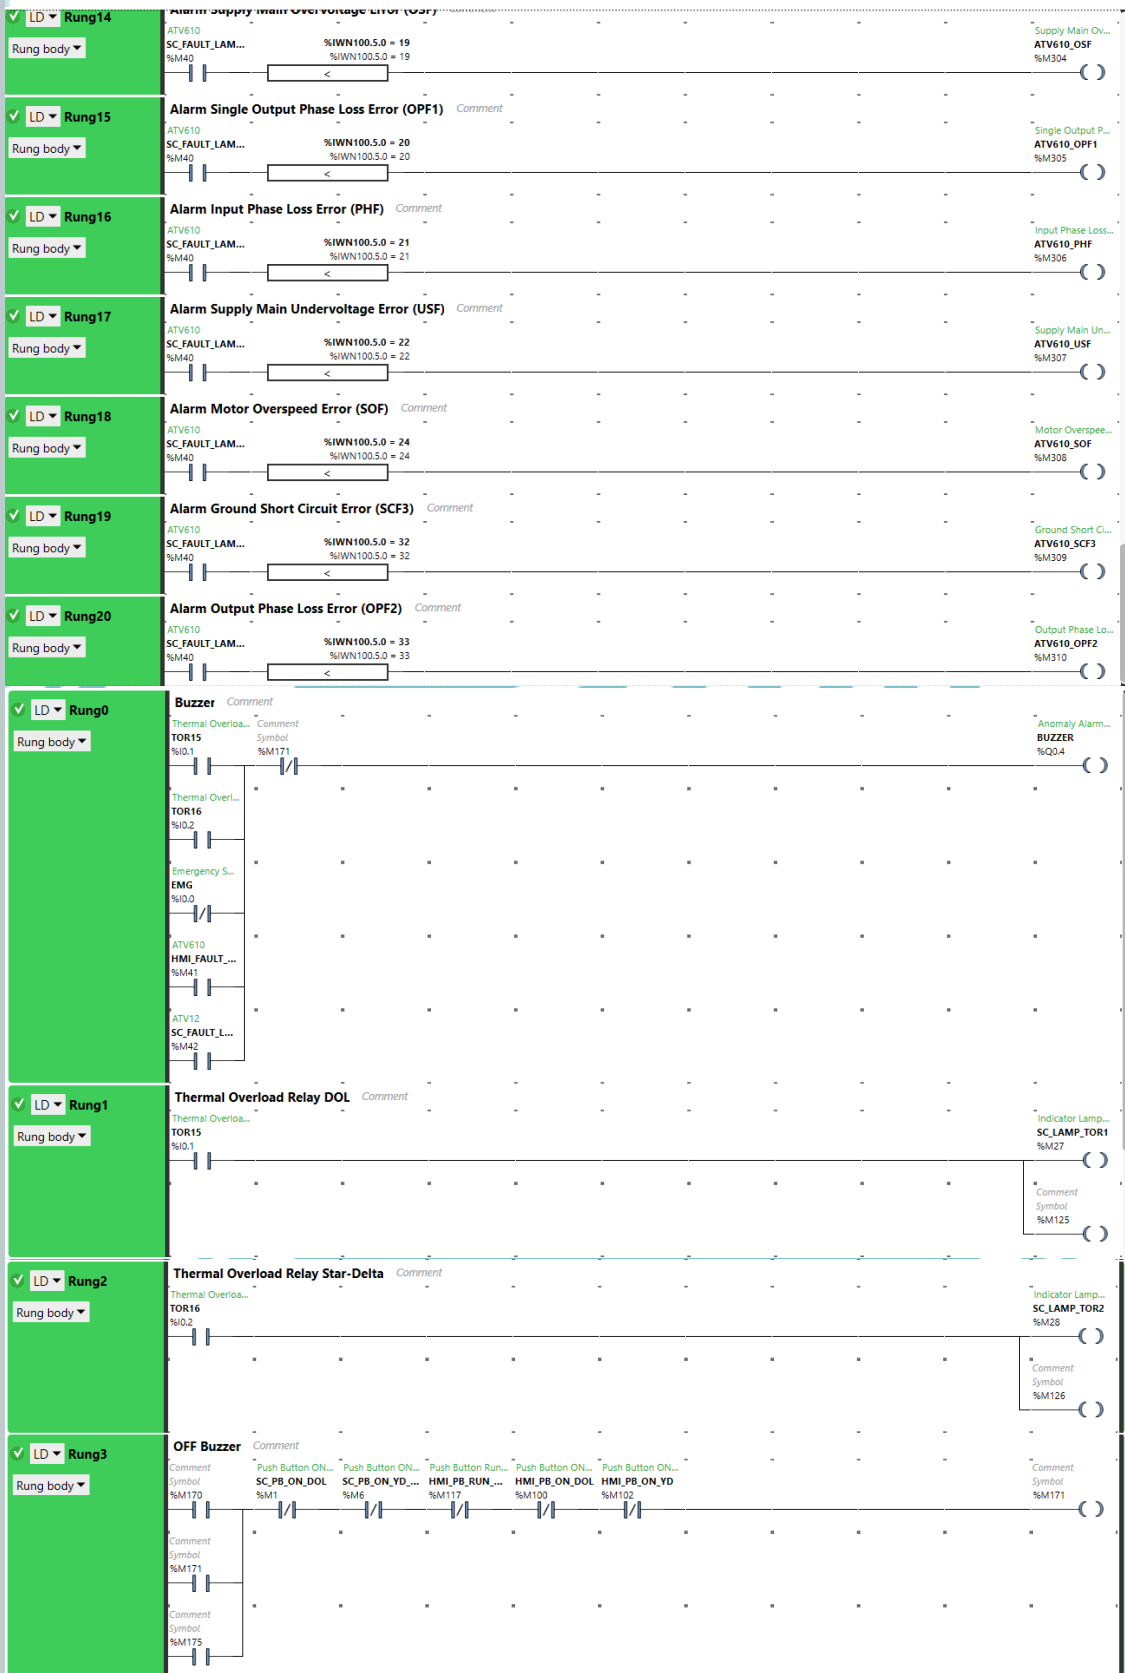 Alarm Supply Main Overvoltage Error (OSF)
LD Rung14
Rung body
ATV610
SC_FAULT_LAM...
%M40
%IWN100.5.0 = 19
%IWN100.5.0 = 19
<
Supply Main Ov...
ATV610_OSF
%M304
LD Rung15
Rung body
Alarm Single Output Phase Loss Error (OPF1) Comment
ATV610
SC_FAULT_LAM...
%M40
%IWN100.5.0 = 20
%IWN100.5.0 = 20
<
Single Output P...
ATV610_OPF1
%M305
LD Rung16
Rung body
Alarm Input Phase Loss Error (PHF) Comment
ATV610
SC_FAULT_LAM...
%M40
%IWN100.5.0 = 21
%IWN100.5.0 = 21
<
Input Phase Loss...
ATV610_PHF
%M306
LD Rung17
Rung body
Alarm Supply Main Undervoltage Error (USF) Comment
ATV610
SC_FAULT_LAM...
%M40
%IWN100.5.0 = 22
%IWN100.5.0 = 22
<
Supply Main Un...
ATV610_USF
%M307
LD Rung18
Rung body
Alarm Motor Overspeed Error (SOF) Comment
ATV610
SC_FAULT_LAM...
%M40
%IWN100.5.0 = 24
%IWN100.5.0 = 24
<
Motor Overspee...
ATV610_SOF
%M308
LD Rung19
Rung body
Alarm Ground Short Circuit Error (SCF3) Comment
ATV610
SC_FAULT_LAM...
%M40
%IWN100.5.0 = 32
%IWN100.5.0 = 32
<
Ground Short Ci...
ATV610_SCF3
%M309
LD Rung20
Rung body
Alarm Output Phase Loss Error (OPF2) Comment
ATV610
SC_FAULT_LAM...
%M40
%IWN100.5.0 = 33
%IWN100.5.0 = 33
<
Output Phase Lo...
ATV610_OPF2
%M310
LD Rung0
Rung body
Buzzer Comment
Thermal Overloa...
TOR15
%I0.1
Comment
Symbol
%M171
Anomaly Alarm...
BUZZER
%Q0.4
Thermal Overl...
TOR16
%I0.2
Emergency S...
EMG
%I0.0
ATV610
HMI_FAULT_...
%M41
ATV12
SC_FAULT_L...
%M42
LD Rung1
Rung body
Thermal Overload Relay DOL Comment
Thermal Overloa...
TOR15
%I0.1
Indicator Lamp...
SC_LAMP_TOR1
%M27
Comment
Symbol
%M125
LD Rung2
Rung body
Thermal Overload Relay Star-Delta Comment
Thermal Overloa...
TOR16
%I0.2
Indicator Lamp...
SC_LAMP_TOR2
%M28
Comment
Symbol
%M126
LD Rung3
Rung body
OFF Buzzer Comment
Comment
Symbol
%M170
Push Button ON...
SC_PB_ON_DOL
%M1
Push Button ON...
SC_PB_ON_YD_...
%M6
Push Button Run...
HMI_PB_RUN_...
%M117
Push Button ON...
HMI_PB_ON_DOL
%M100
Push Button ON...
HMI_PB_ON_YD
%M102
Comment
Symbol
%M171
Comment
Symbol
%M171
Comment
Symbol
%M175